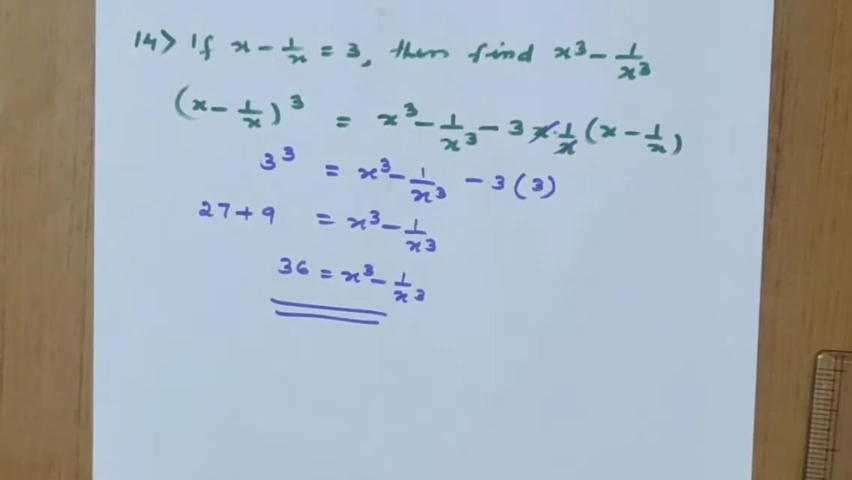 14> If x - 1/x = 3, then find x³ - 1/x³
(x - 1/x)³ = x³ - 1/x³ - 3 x · 1/x (x - 1/x)
3³ = x³ - 1/x³ - 3 (3)
27 + 9 = x³ - 1/x³
36 = x³ - 1/x³